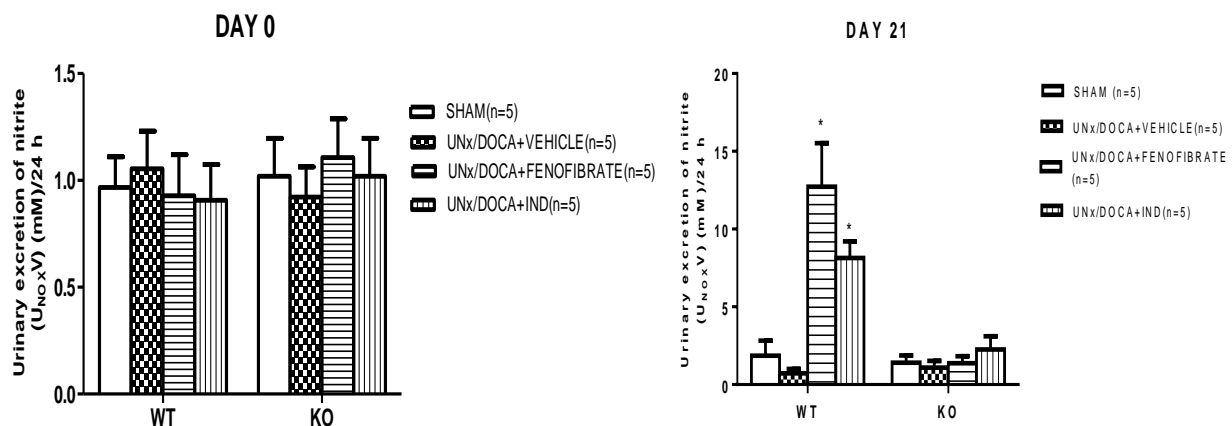 DAY 0
Urinary excretion of nitrite
(UNOxV) (mM)/24 h
1.5
1.0
0.5
0.0
WT
KO
SHAM(n=5)
UNx/DOCA+VEHICLE(n=5)
UNx/DOCA+FENOFIBRATE(n=5)
UNx/DOCA+IND(n=5)
DAY 21
Urinary excretion of nitrite
(UNOxV) (mM)/24 h
20
15
10
5
0
*
*
WT
KO
SHAM (n=5)
UNx/DOCA+VEHICLE(n=5)
UNx/DOCA+FENOFIBRATE
(n=5)
UNx/DOCA+IND(n=5)